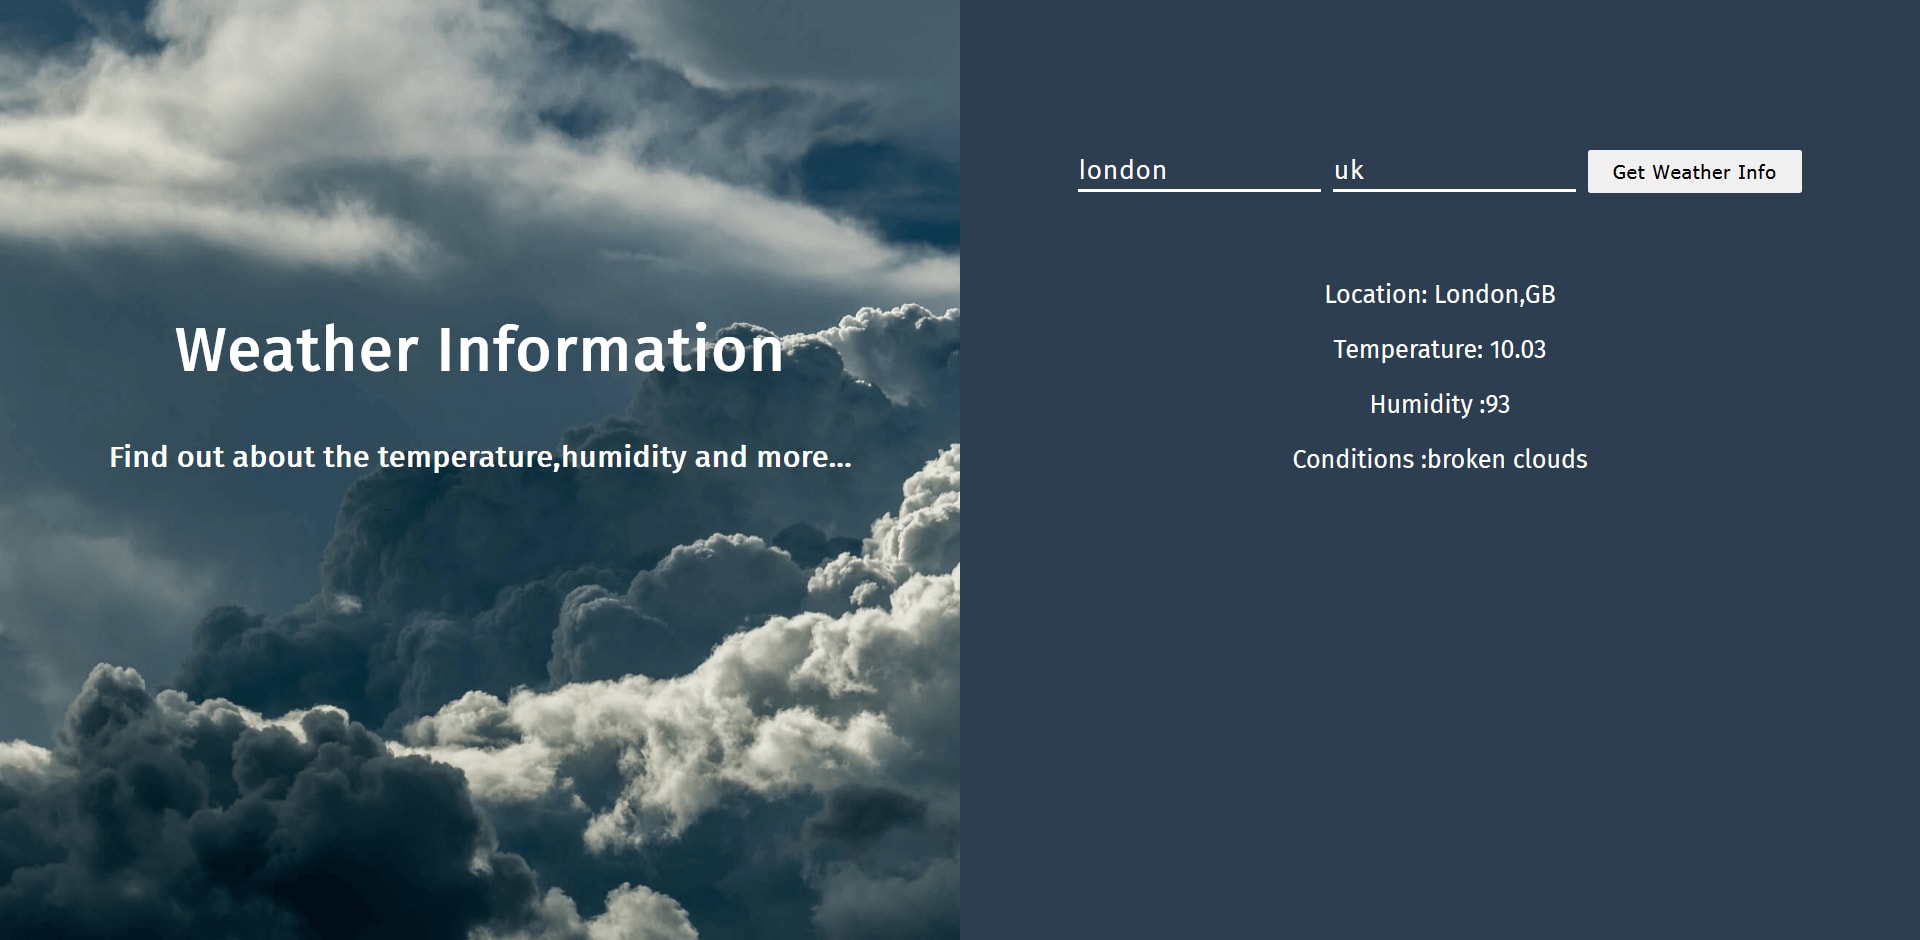 Weather Information
Find out about the temperature,humidity and more...
london
uk
Get Weather Info
Location: London,GB
Temperature: 10.03
Humidity :93
Conditions :broken clouds